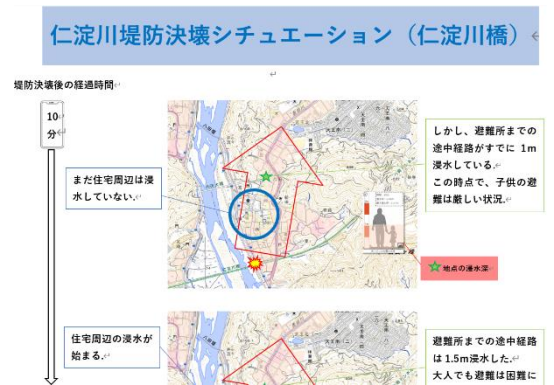 仁淀川堤防決壊シチュエーション（仁淀川橋）
堤防決壊後の経過時間
10
分
まだ住宅周辺は浸
水していない.
しかし、避難所までの
途中経路がすでに 1m
浸水している.
この時点で、子供の避
難は厳しい状況.
地点の浸水深
住宅周辺の浸水が
始まる.
避難所までの途中経路
は1.5m浸水した.
大人でも避難は困難に